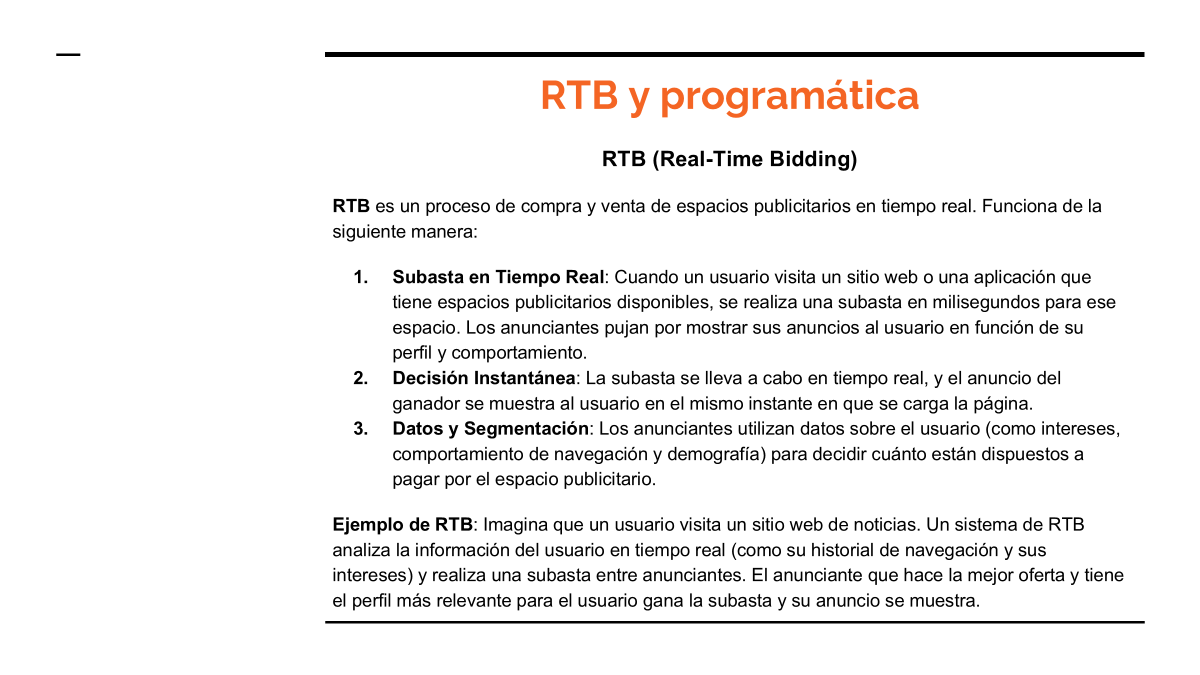 RTB y programática
RTB (Real-Time Bidding)
RTB es un proceso de compra y venta de espacios publicitarios en tiempo real. Funciona de la
siguiente manera:
1. Subasta en Tiempo Real: Cuando un usuario visita un sitio web o una aplicación que
tiene espacios publicitarios disponibles, se realiza una subasta en milisegundos para ese
espacio. Los anunciantes pujan por mostrar sus anuncios al usuario en función de su
perfil y comportamiento.
2. Decisión Instantánea: La subasta se lleva a cabo en tiempo real, y el anuncio del
ganador se muestra al usuario en el mismo instante en que se carga la página.
3. Datos y Segmentación: Los anunciantes utilizan datos sobre el usuario (como intereses,
comportamiento de navegación y demografía) para decidir cuánto están dispuestos a
pagar por el espacio publicitario.
Ejemplo de RTB: Imagina que un usuario visita un sitio web de noticias. Un sistema de RTB
analiza la información del usuario en tiempo real (como su historial de navegación y sus
intereses) y realiza una subasta entre anunciantes. El anunciante que hace la mejor oferta y tiene
el perfil más relevante para el usuario gana la subasta y su anuncio se muestra.